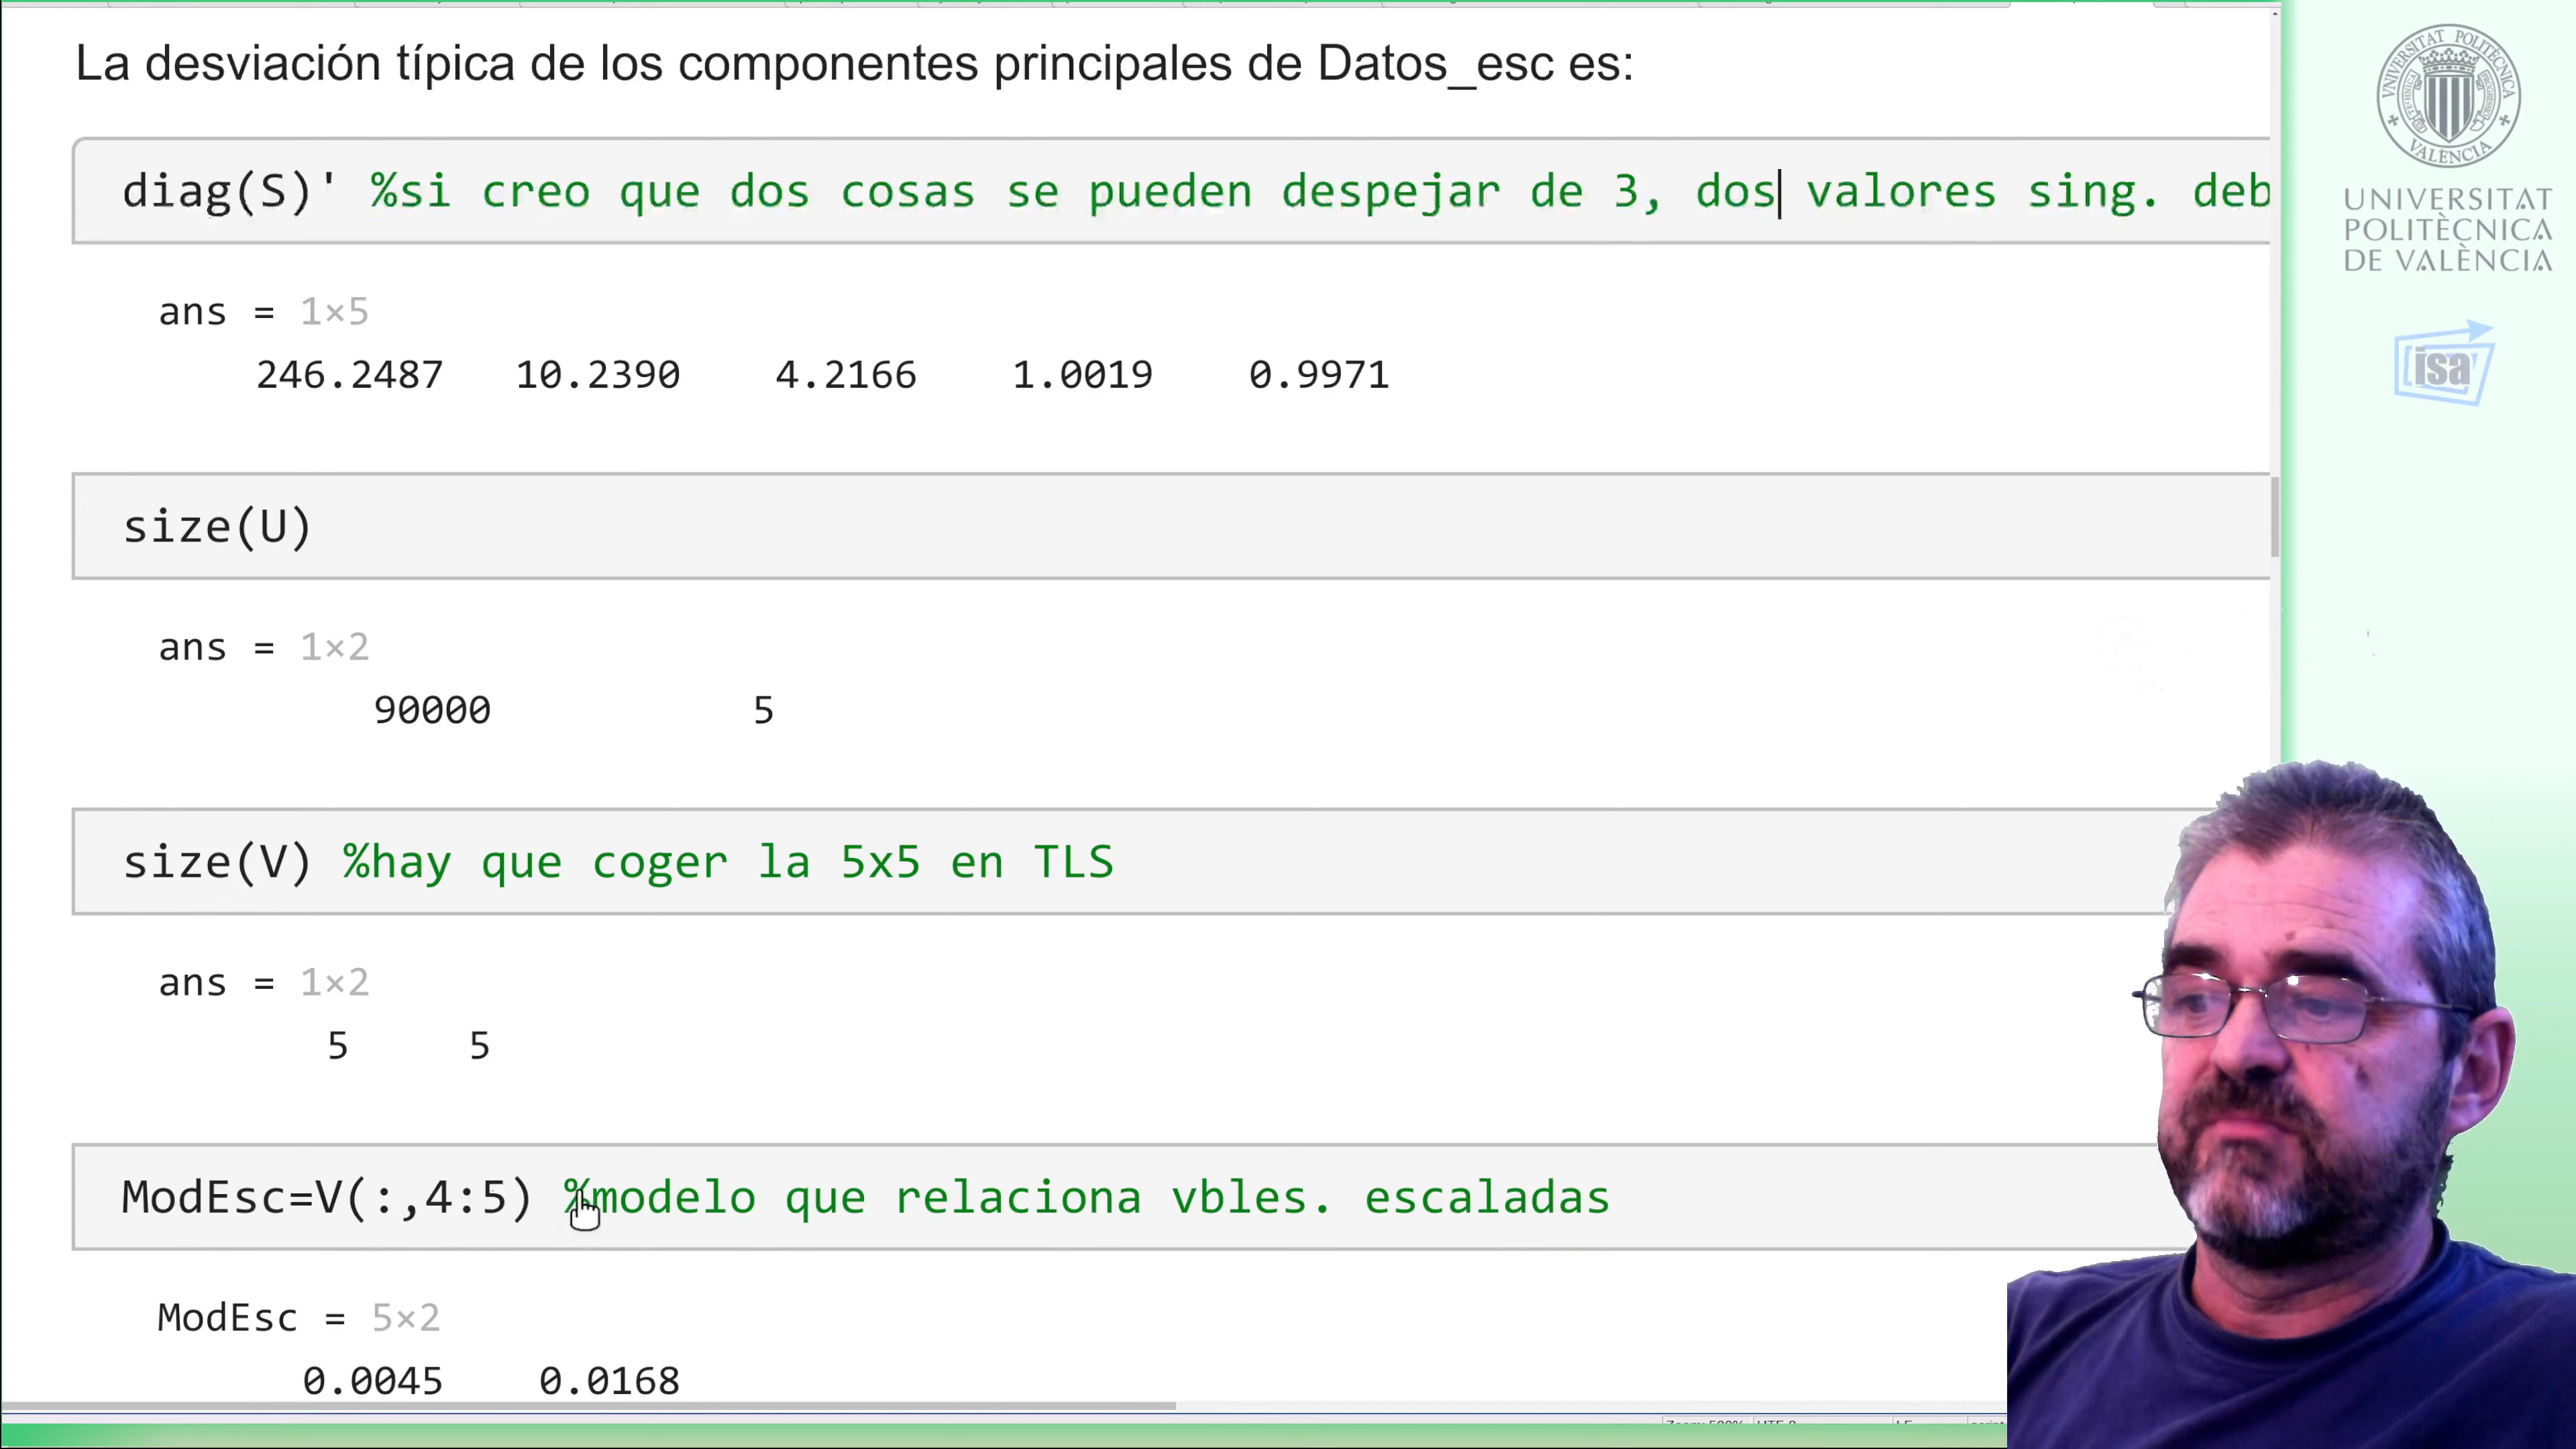 La desviación típica de los componentes principales de Datos_esc es:
diag(S)' %si creo que dos cosas se pueden despejar de 3, dos valores sing. deb
ans = 1×5
246.2487 10.2390 4.2166 1.0019 0.9971
size(U)
ans = 1×2
90000 5
size(V) %hay que coger la 5x5 en TLS
ans = 1×2
5 5
ModEsc=V(:,4:5) %modelo que relaciona vbles. escaladas
ModEsc = 5×2
0.0045 0.0168
UNIVERSITAT POLITÈCNICA
VALÈNCIA
UNIVERSITAT
POLITÈCNICA
DE VALÈNCIA
isa